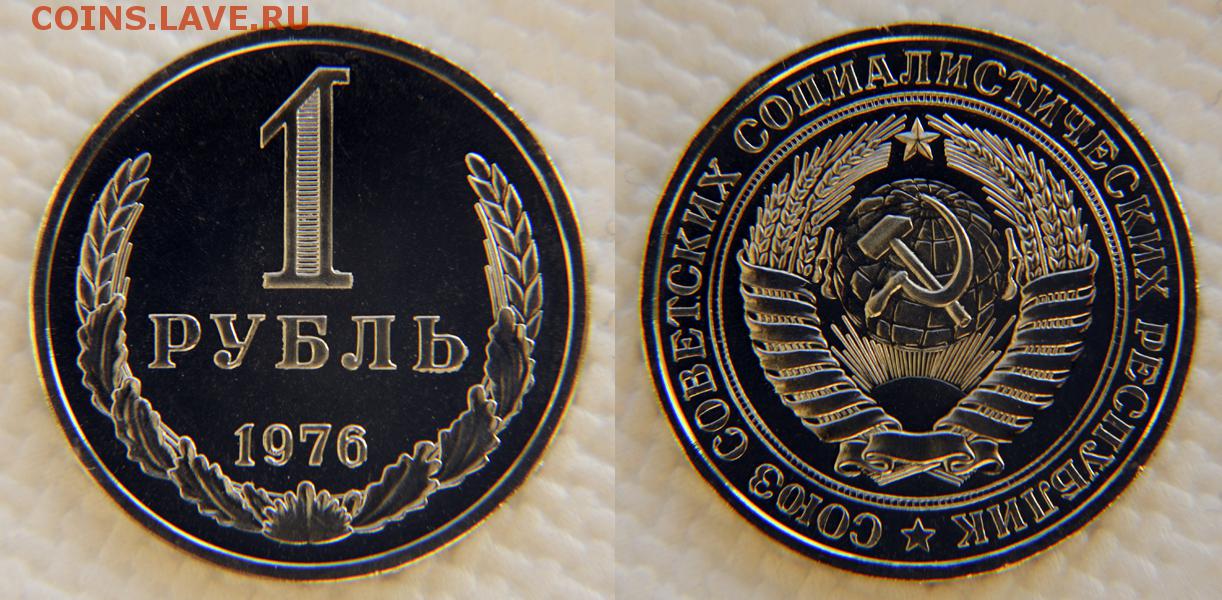 COINS.LAVE.RU
1
РУБЛЬ
1976
СОЮЗ СОВЕТСКИХ СОЦИАЛИСТИЧЕСКИХ РЕСПУБЛИК